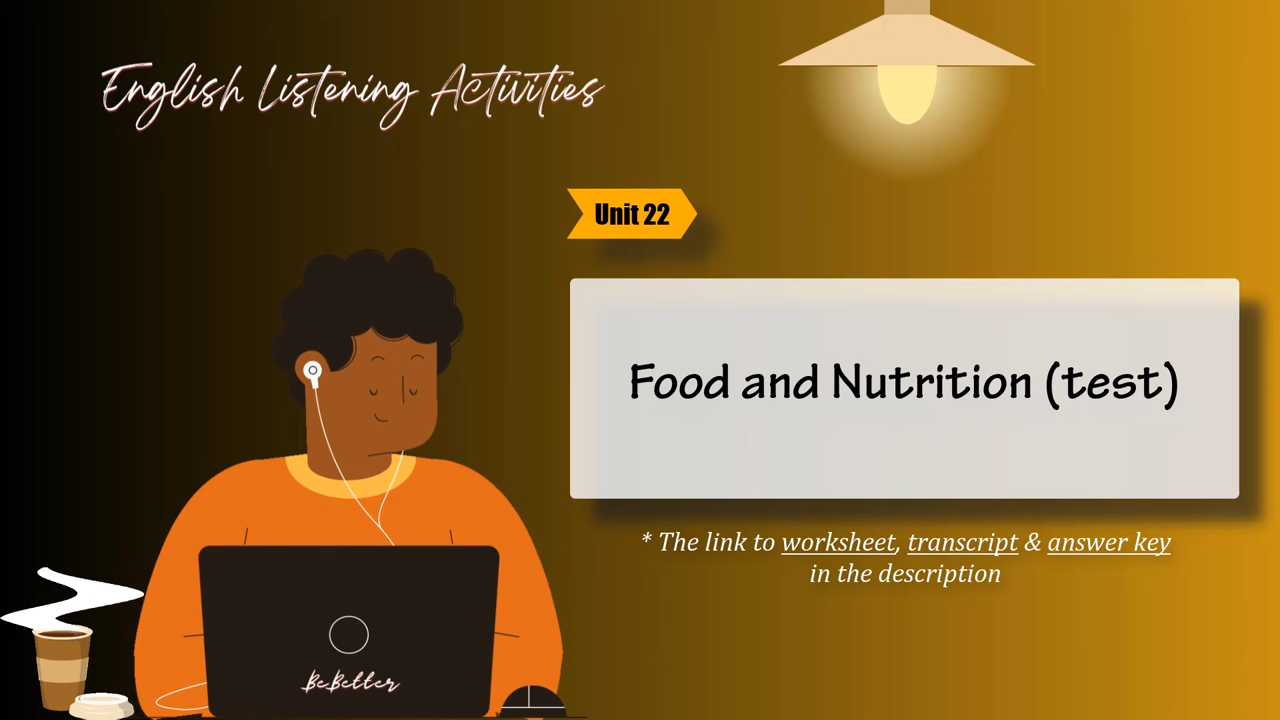 English Listening Activities
Unit 22
Food and Nutrition (test)
* The link to worksheet, transcript & answer key
in the description
BeBetter